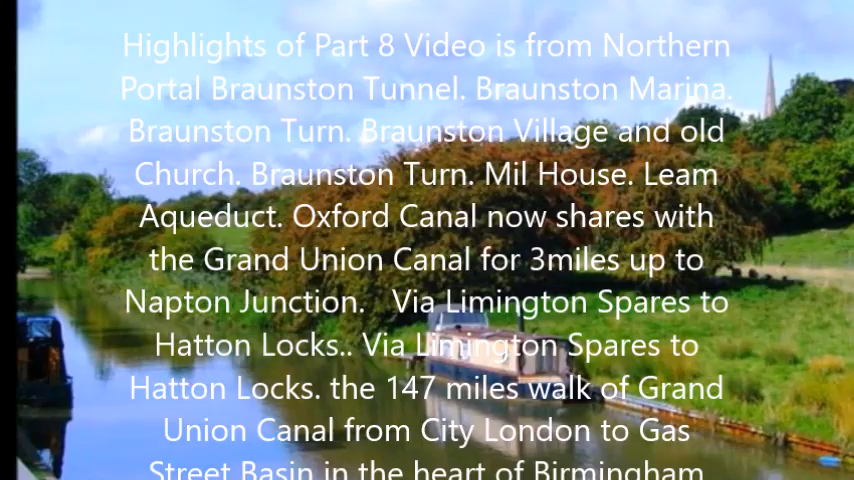 Highlights of Part 8 Video is from Northern
Portal Braunston Tunnel. Braunston Marina.
Braunston Turn. Braunston Village and old
Church. Braunston Turn. Mil House. Leam
Aqueduct. Oxford Canal now shares with
the Grand Union Canal for 3miles up to
Napton Junction.   Via Limington Spares to
Hatton Locks.. Via Limington Spares to
Hatton Locks. the 147 miles walk of Grand
Union Canal from City London to Gas
Street Basin in the heart of Birmingham